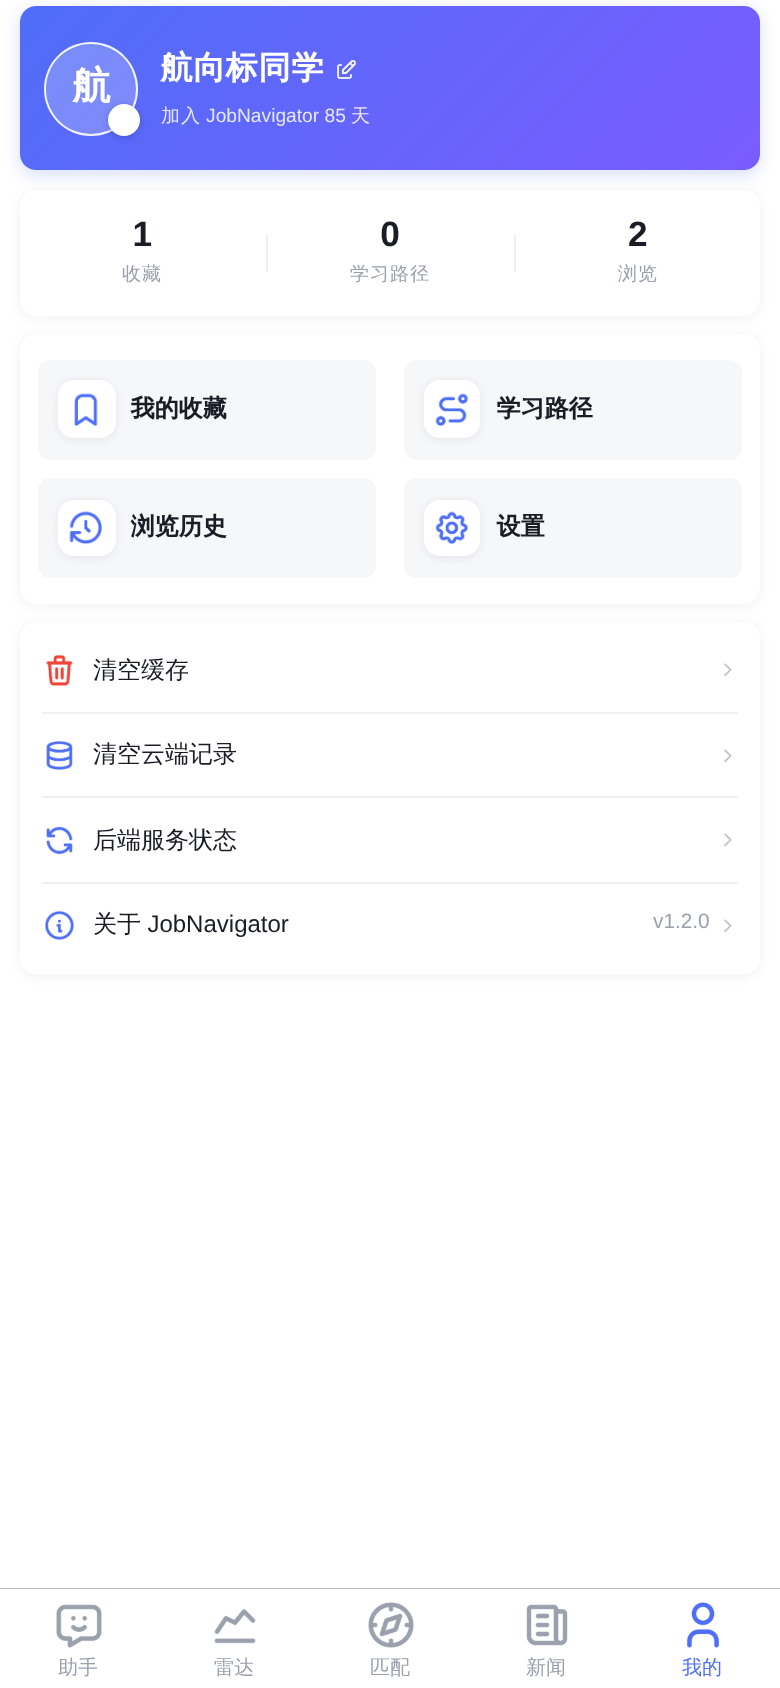 航
航向标同学
加入 JobNavigator 85 天
1
收藏
0
学习路径
2
浏览
我的收藏
学习路径
浏览历史
设置
清空缓存
清空云端记录
后端服务状态
关于 JobNavigator
v1.2.0
助手
雷达
匹配
新闻
我的